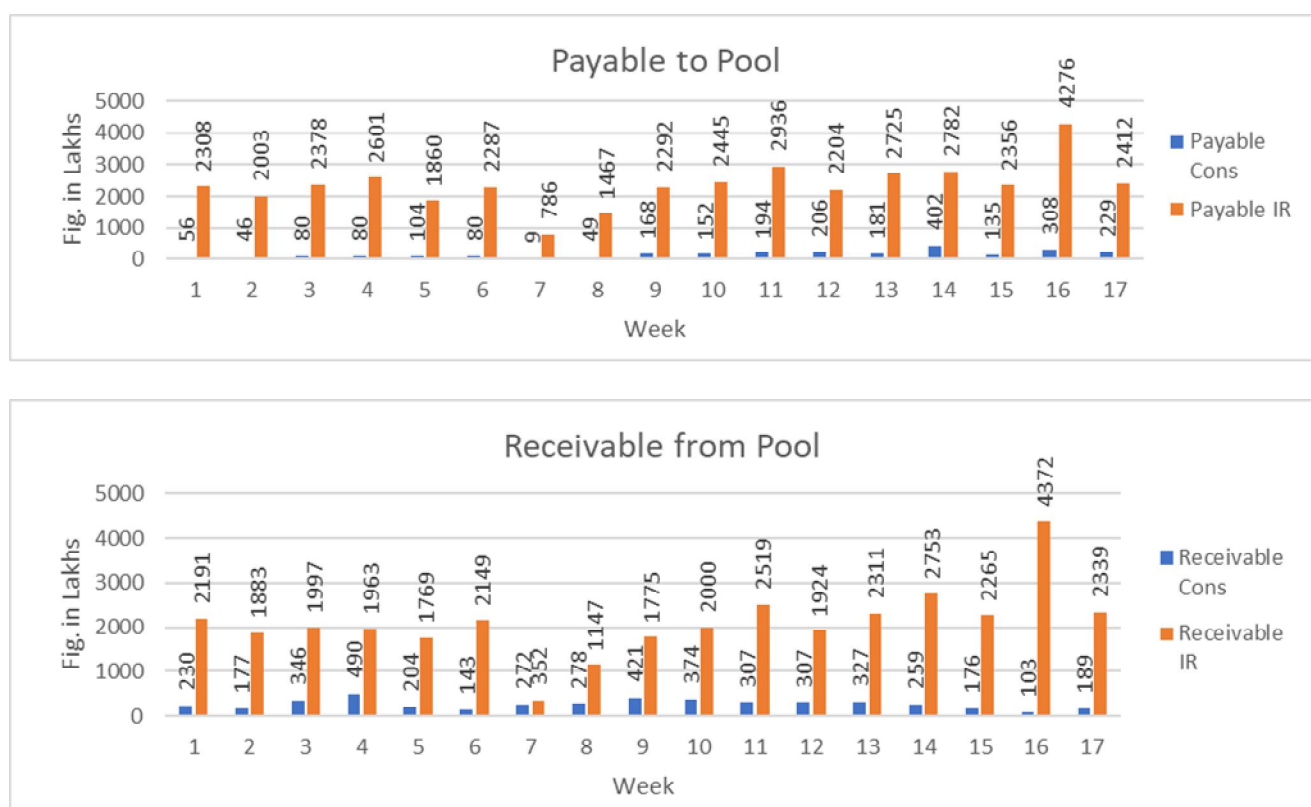 Payable to Pool
Fig. in Lakhs
5000
4000
3000
2000
1000
0
56 2308 46 2003 80 2378 80 2601 104 1860 80 2287 9 786 49 1467 168 2292 152 2445 194 2936 206 2204 181 2725 402 2782 135 2356 308 4276 229 2412
1 2 3 4 5 6 7 8 9 10 11 12 13 14 15 16 17
Week
Payable
Cons
Payable IR
Receivable from Pool
Fig. in Lakhs
5000
4000
3000
2000
1000
0
230 2191 177 1883 346 1997 490 1963 204 1769 143 2149 272 352 278 1147 421 1775 374 2000 307 2519 307 1924 327 2311 259 2753 176 2265 103 4372 189 2339
1 2 3 4 5 6 7 8 9 10 11 12 13 14 15 16 17
Week
Receivable
Cons
Receivable
IR